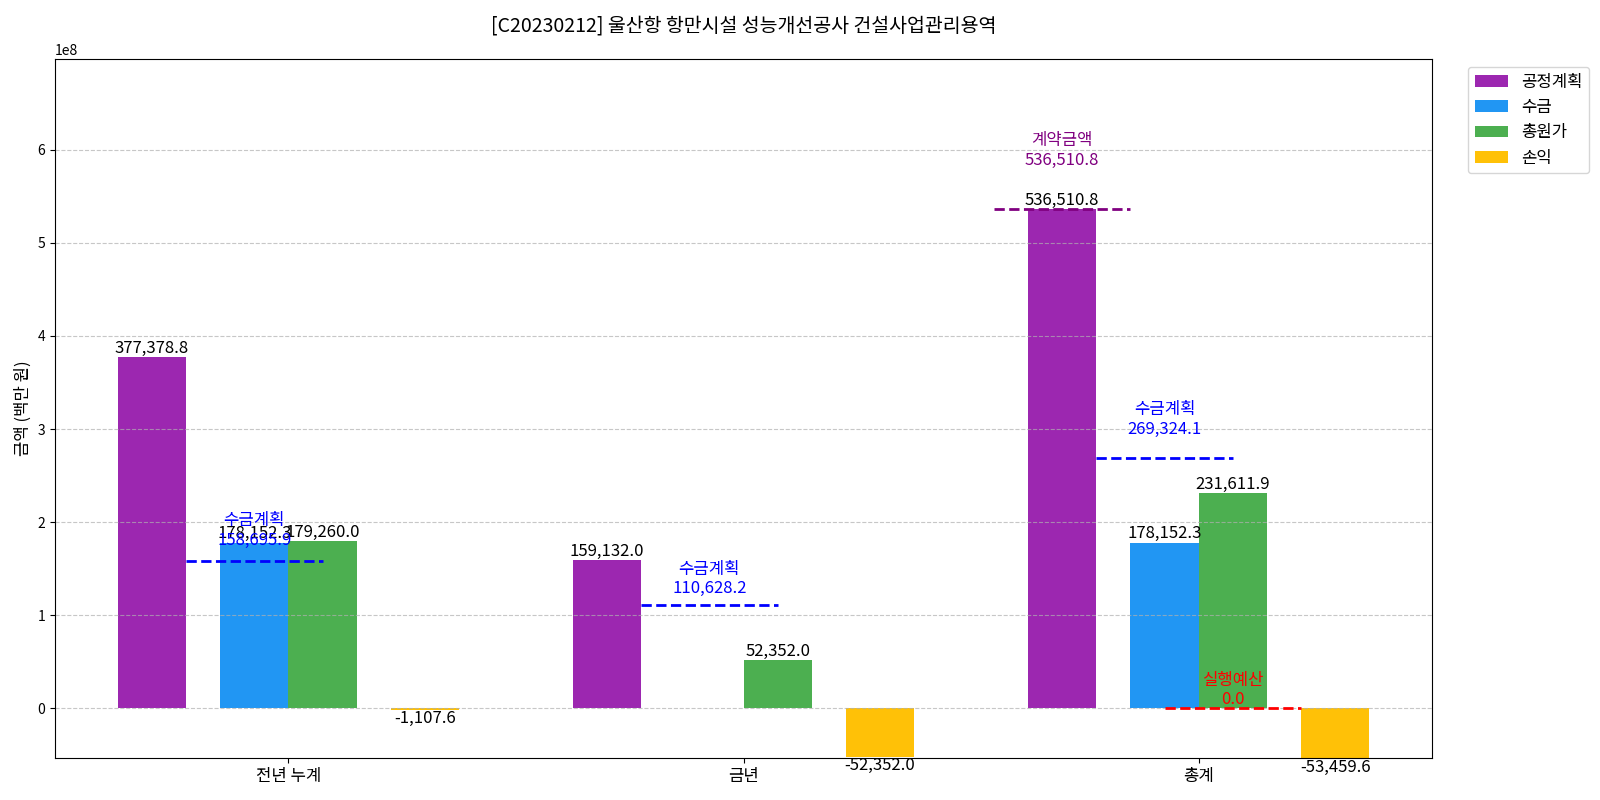 [C20230212] 울산항 항만시설 성능개선공사 건설사업관리용역
1e8
공정계획
수금
총원가
손익
금액 (백만 원)
6
5
4
3
2
1
0
377,378.8
수금계획
158,695.9
178,152.3
179,260.0
-1,107.6
159,132.0
수금계획
110,628.2
52,352.0
-52,352.0
계약금액
536,510.8
536,510.8
수금계획
269,324.1
178,152.3
231,611.9
실행예산
0.0
-53,459.6
전년 누계
금년
총계